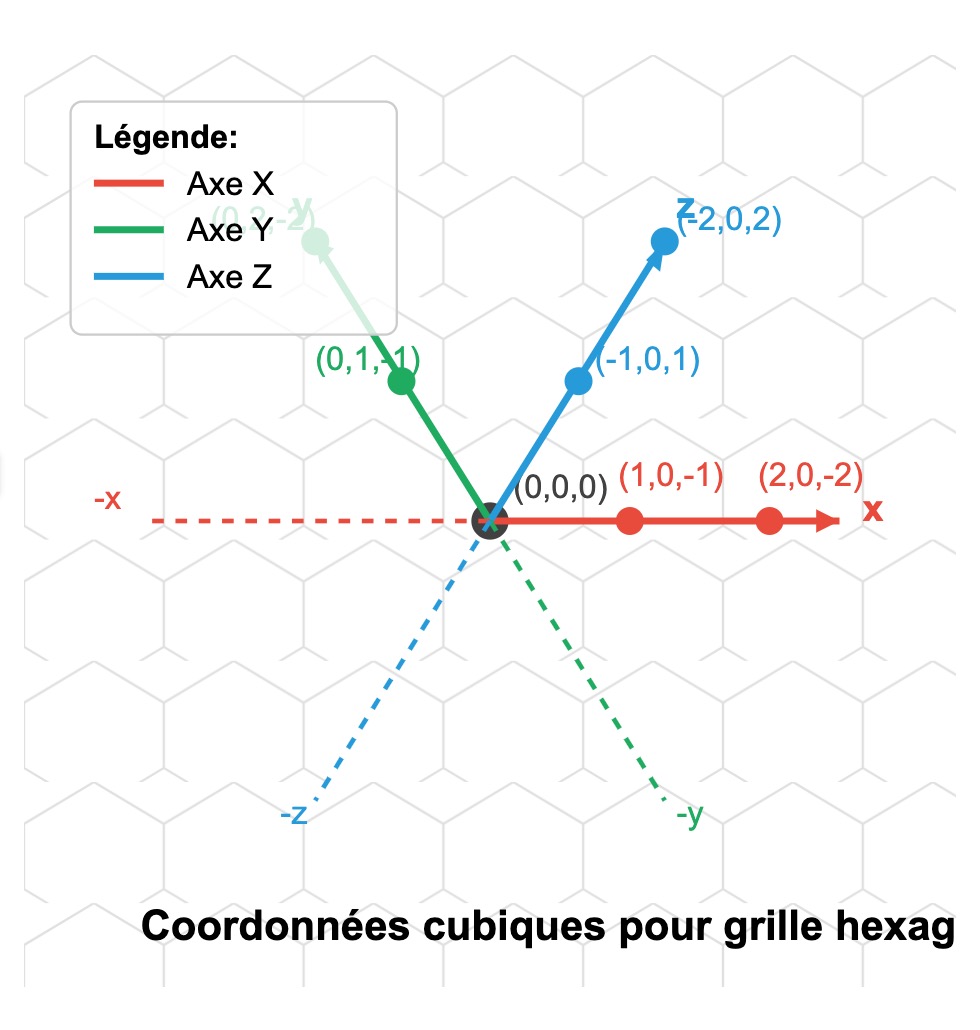 Légende:
Axe X
Axe Y
Axe Z
y
(0,2,-2)
z
(-2,0,2)
(0,1,-1)
(-1,0,1)
-x
(0,0,0)
(1,0,-1)
(2,0,-2)
x
-z
-y
Coordonnées cubiques pour grille hexag